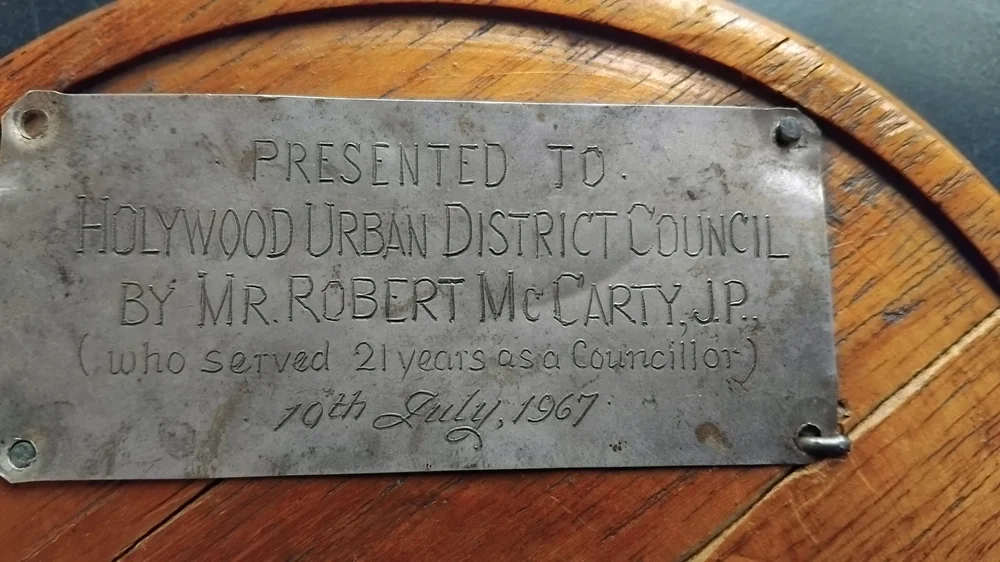 PRESENTED TO.
HOLYWOOD URBAN DISTRICT COUNCIL
BY MR. ROBERT MCCARTY, J.P..
(who served 21 years as a Councillor)
10th July, 1967